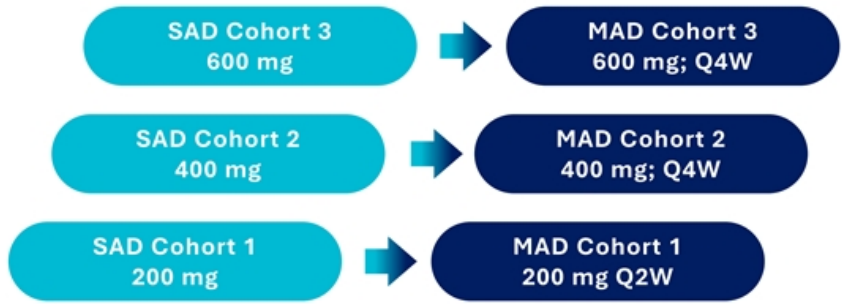 SAD Cohort 3
600 mg
MAD Cohort 3
600 mg; Q4W
SAD Cohort 2
400 mg
MAD Cohort 2
400 mg; Q4W
SAD Cohort 1
200 mg
MAD Cohort 1
200 mg Q2W